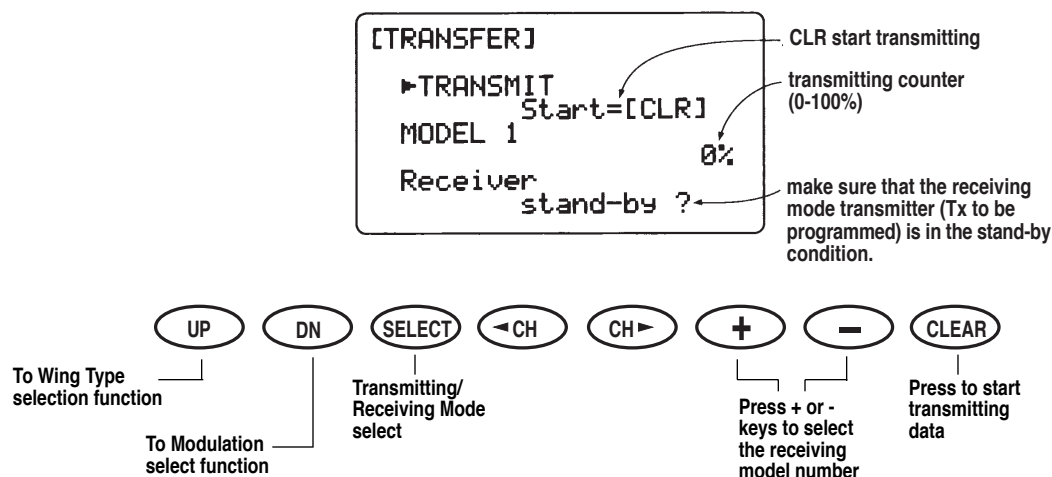 [TRANSFER]
►TRANSMIT
Start=[CLR]
MODEL 1
0%
Receiver
stand-by ?
CLR start transmitting
transmitting counter
(0-100%)
make sure that the receiving
mode transmitter (Tx to be
programmed) is in the stand-by
condition.
UP
DN
SELECT
◄CH
CH►
+
–
CLEAR
To Wing Type
selection function
To Modulation
select function
Transmitting/
Receiving Mode
select
Press + or -
keys to select
the receiving
model number
Press to start
transmitting
data